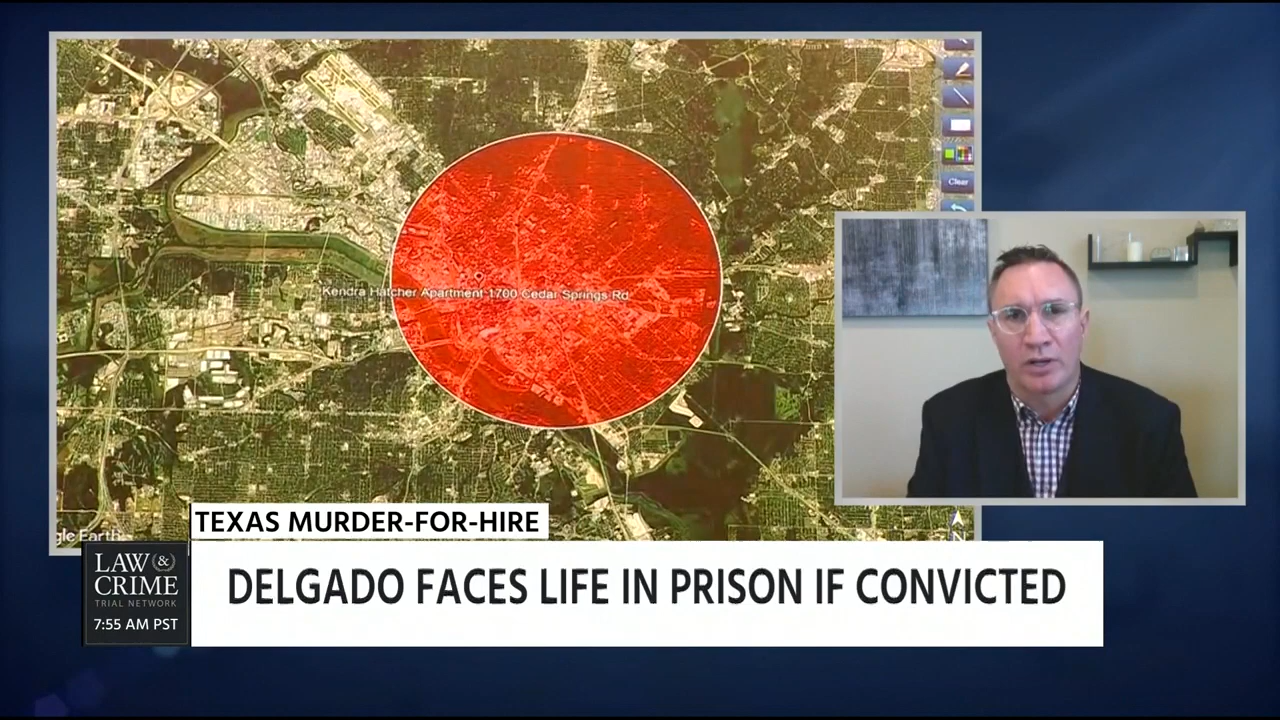 Clear
Kendra Hatcher Apartment 1700 Cedar Springs Rd
gle Earth
N
TEXAS MURDER-FOR-HIRE
LAW &
CRIME
TRIAL NETWORK
7:55 AM PST
DELGADO FACES LIFE IN PRISON IF CONVICTED